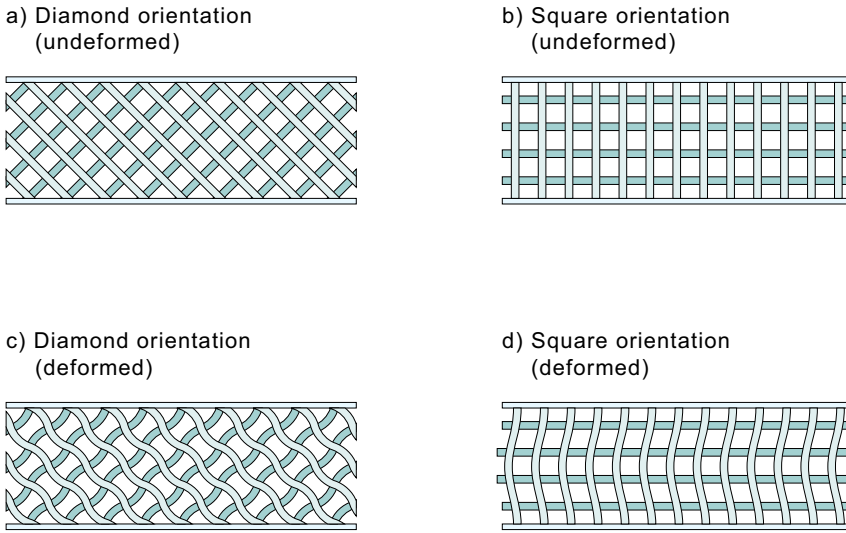 a) Diamond orientation
(undeformed)
b) Square orientation
(undeformed)
c) Diamond orientation
(deformed)
d) Square orientation
(deformed)